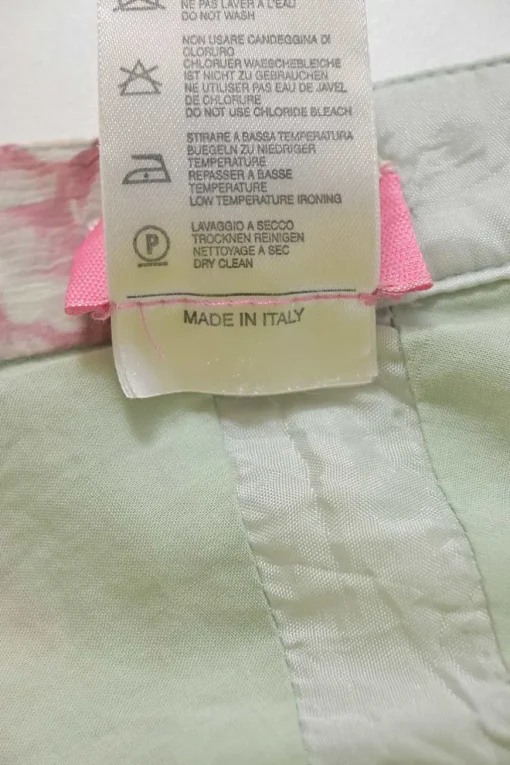 NE PAS LAVER A L'EAU
DO NOT WASH
NON USARE CANDEGGINA DI
CLORURO
CHLORUER WAESCHEBLEICHE
IST NICHT ZU GEBRAUCHEN
NE UTILISER PAS EAU DE JAVEL
DE CHLORURE
DO NOT USE CHLORIDE BLEACH
STIRARE A BASSA TEMPERATURA
BUEGELN ZU NIEDRIGER
TEMPERATURE
REPASSER A BASSE
TEMPERATURE
LOW TEMPERATURE IRONING
P
LAVAGGIO A SECCO
TROCKNEN REINIGEN
NETTOYAGE A SEC
DRY CLEAN
MADE IN ITALY